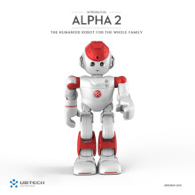 INTRODUCING
ALPHA 2
THE HUMANOID ROBOT FOR THE WHOLE FAMILY
UBTECH